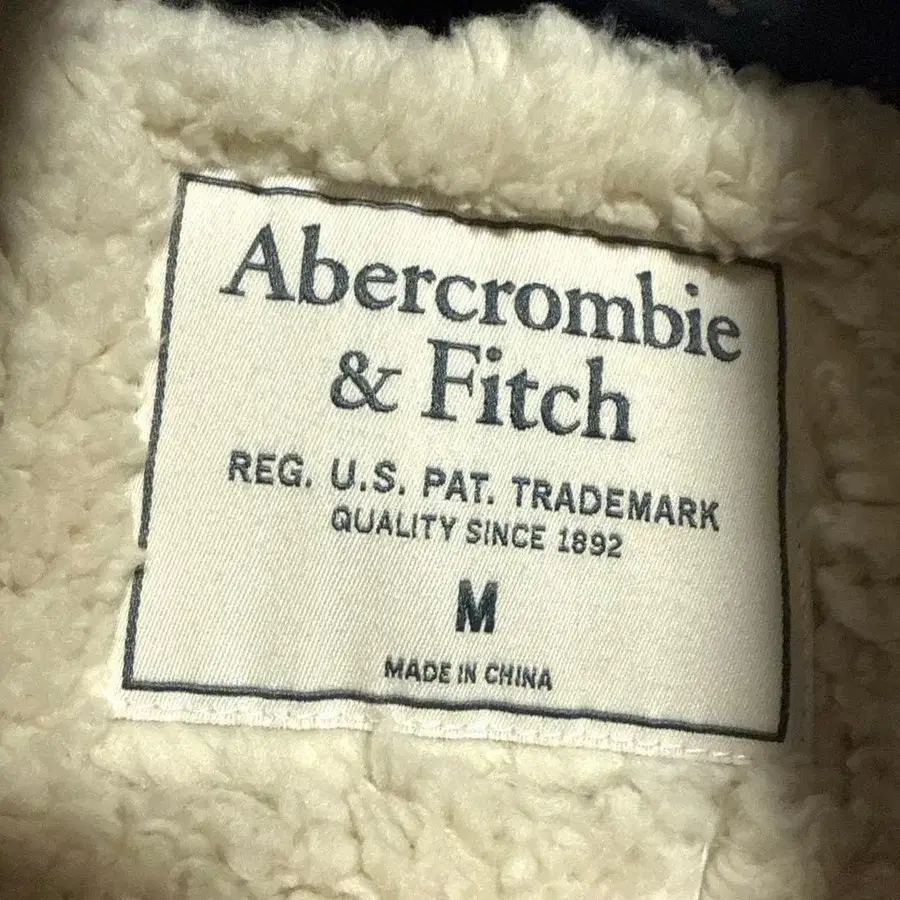 Abercrombie
& Fitch
REG. U.S. PAT. TRADEMARK
QUALITY SINCE 1892
M
MADE IN CHINA